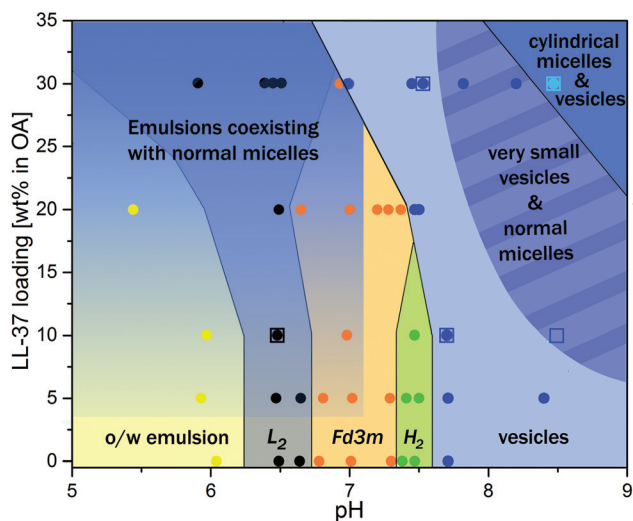 35
30
25
20
15
10
5
0
LL-37 loading [wt% in OA]
cylindrical
micelles
&
vesicles
Emulsions coexisting
with normal micelles
very small
vesicles
&
normal
micelles
o/w emulsion
L2
Fd3m
H2
vesicles
5
6
7
8
9
pH